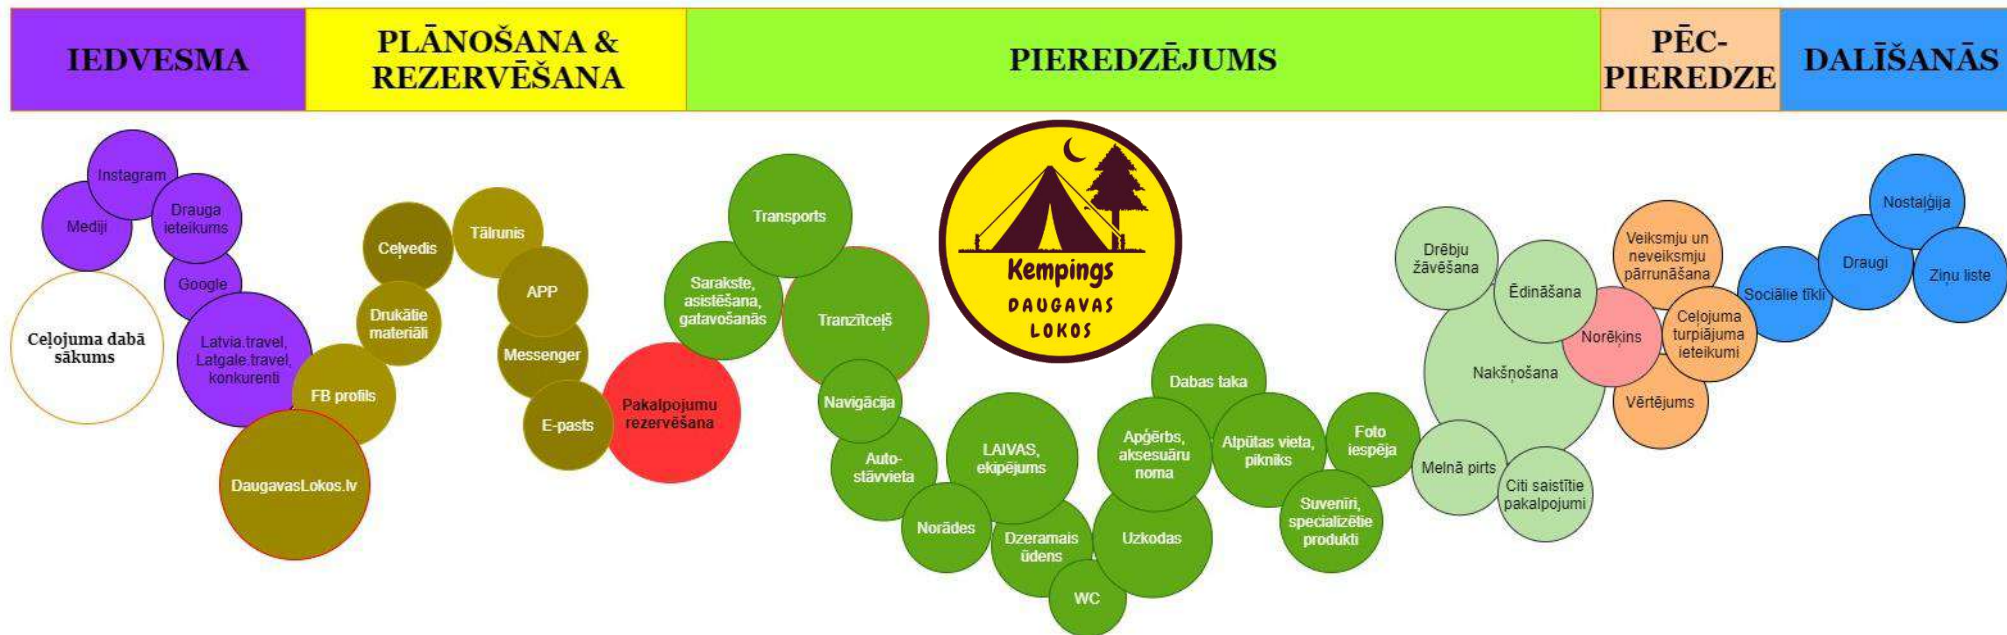 IEDVESMA
PLĀNOŠANA &
REZERVĒŠANA
PIEREDZĒJUMS
PĒC-
PIEREDZE
DALĪŠANĀS
Ceļojuma dabā
sākums
Mediji
Instagram
Drauga
ieteikums
Google
Latvia.travel,
Latgale.travel,
konkurenti
DaugavasLokos.lv
FB profils
Drukātie
materiāli
Ceļvedis
Tālrunis
APP
Messenger
E-pasts
Pakalpojumu
rezervēšana
Sarakste,
asistēšana,
gatavošanās
Transports
Tranzītceļš
Navigācija
Auto-
stāvvieta
Norādes
LAIVAS,
ekipējums
Dzeramais
ūdens
WC
Uzkodas
Apģērbs,
aksesuāru
noma
Dabas taka
Atpūtas vieta,
pikniks
Suvenīri,
specializētie
produkti
Foto
iespēja
Kempings
DAUGAVAS
LOKOS
Drēbju
žāvēšana
Ēdināšana
Nakšņošana
Melnā pirts
Citi saistītie
pakalpojumi
Norēķins
Veiksmju un
neveiksmju
pārrunāšana
Ceļojuma
turpiājuma
ieteikumi
Vērtējums
Sociālie tīkli
Draugi
Nostaļģija
Ziņu liste